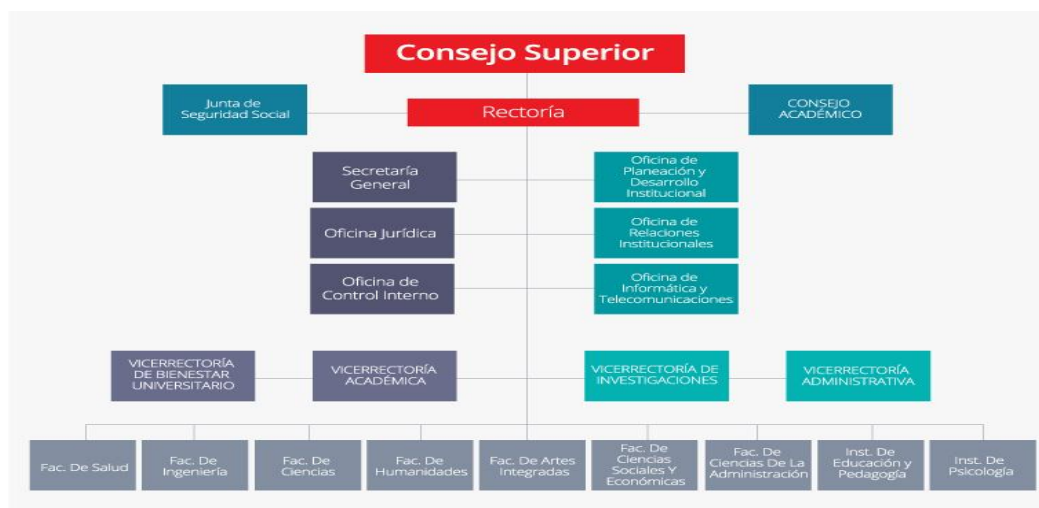 Consejo Superior
Junta de
Seguridad Social
Rectoría
CONSEJO
ACADÉMICO
Secretaría
General
Oficina de
Planeación y
Desarrollo
Institucional
Oficina Jurídica
Oficina de
Relaciones
Institucionales
Oficina de
Control Interno
Oficina de
Informática y
Telecomunicaciones
VICERRECTORÍA
DE BIENESTAR
UNIVERSITARIO
VICERRECTORÍA
ACADÉMICA
VICERRECTORÍA DE
INVESTIGACIONES
VICERRECTORÍA
ADMINISTRATIVA
Fac. De Salud
Fac. De
Ingeniería
Fac. De
Ciencias
Fac. De
Humanidades
Fac. De Artes
Integradas
Fac. De
Ciencias
Sociales Y
Económicas
Fac. De
Ciencias De La
Administración
Inst. De
Educación y
Pedagogía
Inst. De
Psicología